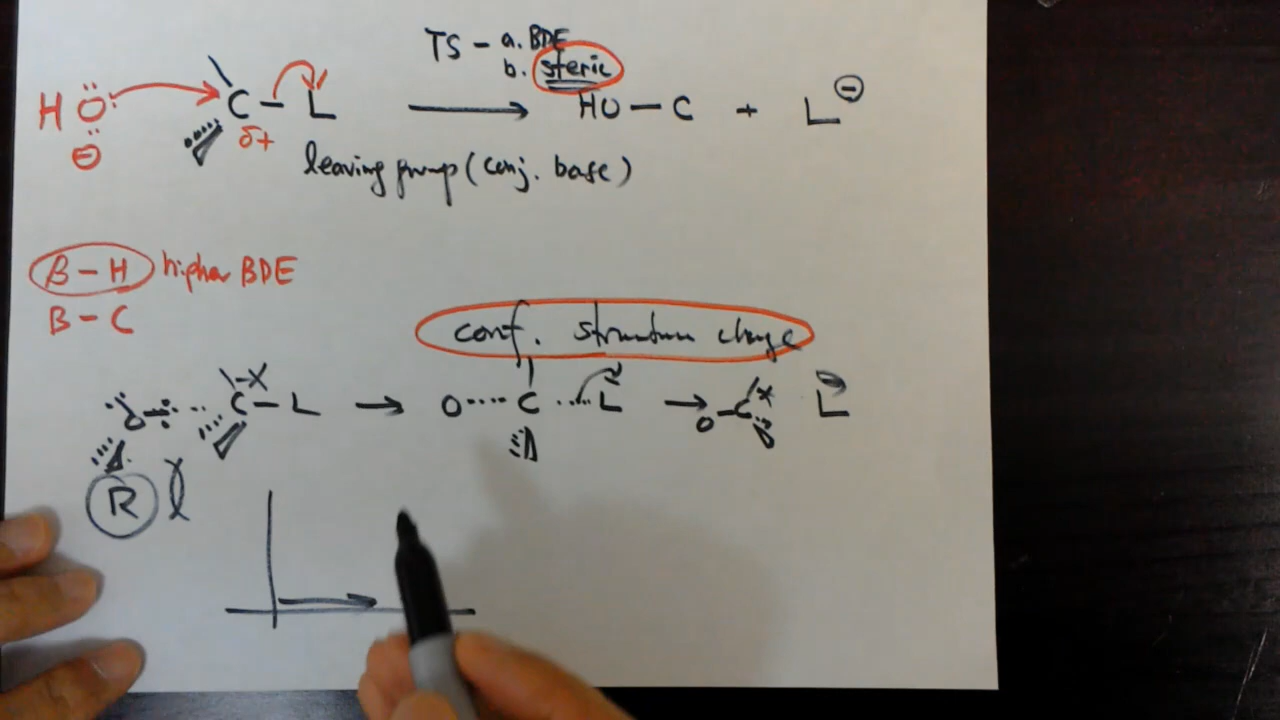 TS - a. BDE
b. steric
H O: ⊖ C - L → HO - C + L ⊖
δ+
leaving group (conj. base)
B - H higher BDE
B - C
conf. structure change
C - L → O ···· C ···· L → O - C L
R